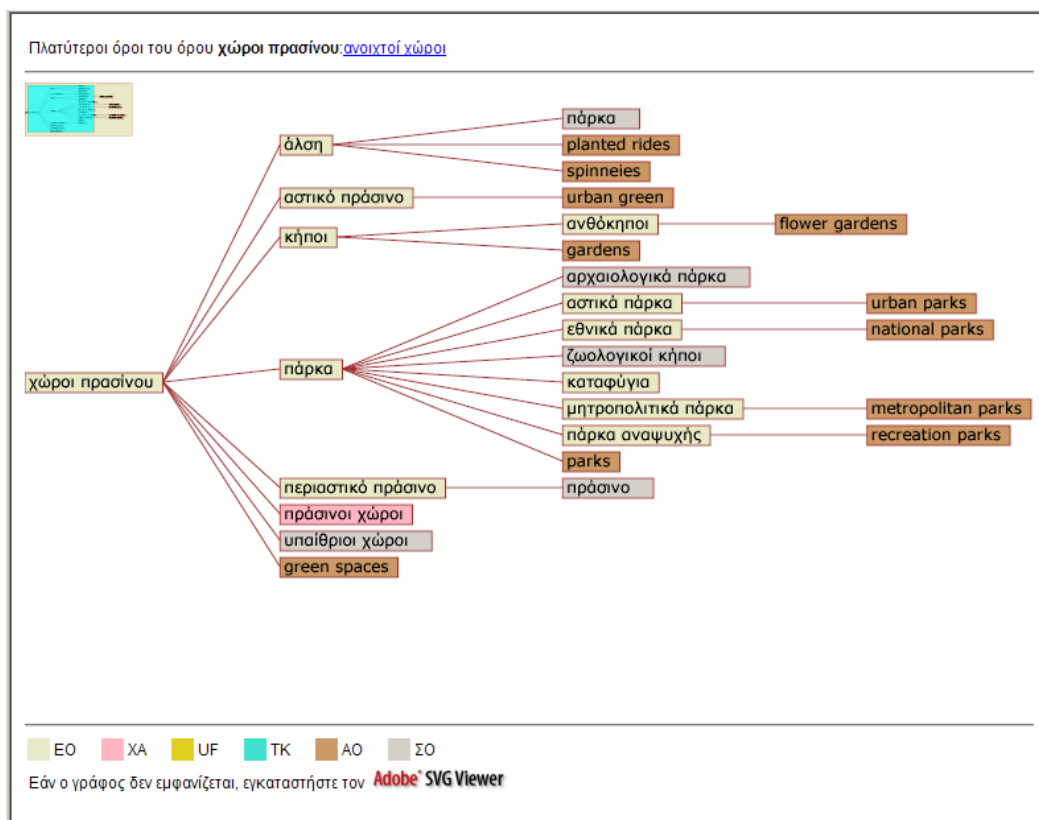 Πλατύτεροι όροι του όρου χώροι πρασίνου:ανοιχτοί χώροι
πάρκα
άλση
planted rides
spinneies
αστικό πράσινο
urban green
κήποι
ανθόκηποι
flower gardens
gardens
αρχαιολογικά πάρκα
αστικά πάρκα
urban parks
εθνικά πάρκα
national parks
ζωολογικοί κήποι
πάρκα
χώροι πρασίνου
καταφύγια
μητροπολιτικά πάρκα
metropolitan parks
πάρκα αναψυχής
recreation parks
parks
περιαστικό πράσινο
πράσινο
πράσινοι χώροι
υπαίθριοι χώροι
green spaces
ΕΟ ΧΑ UF ΤΚ ΑΟ ΣΟ
Εάν ο γράφος δεν εμφανίζεται, εγκαταστήστε τον Adobe SVG Viewer